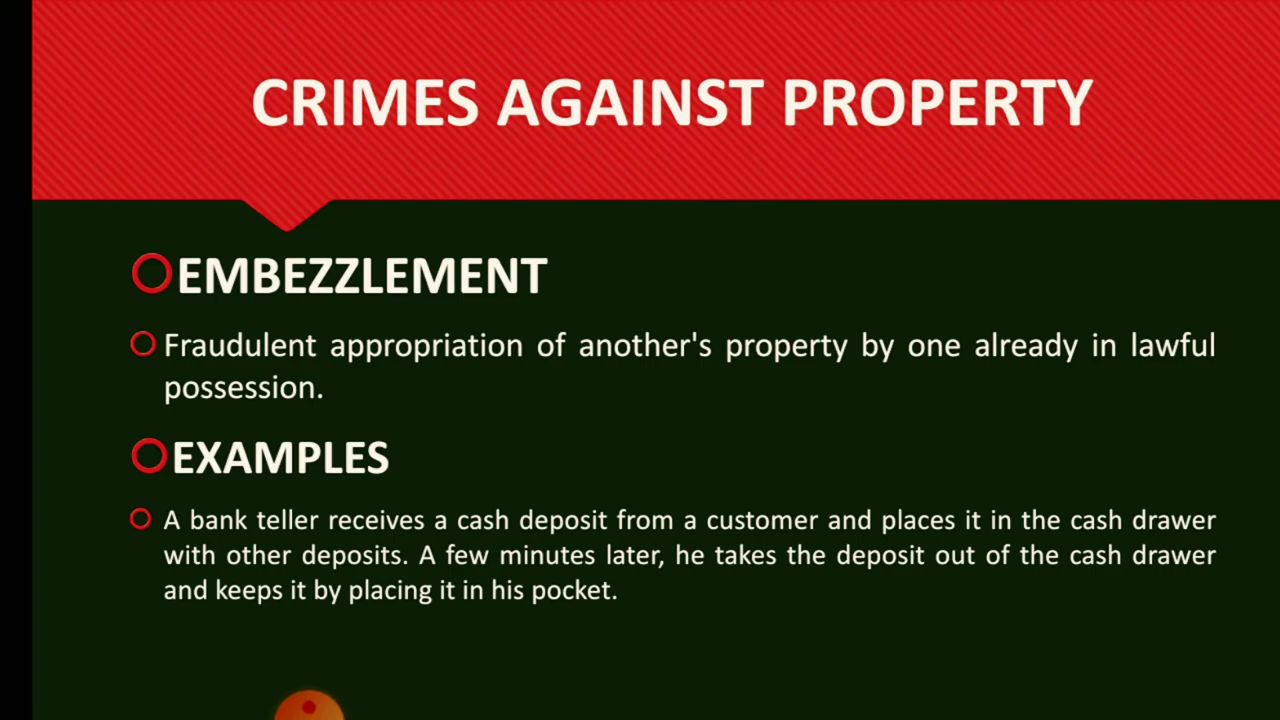 CRIMES AGAINST PROPERTY
EMBEZZLEMENT
Fraudulent appropriation of another's property by one already in lawful
possession.
EXAMPLES
A bank teller receives a cash deposit from a customer and places it in the cash drawer
with other deposits. A few minutes later, he takes the deposit out of the cash drawer
and keeps it by placing it in his pocket.